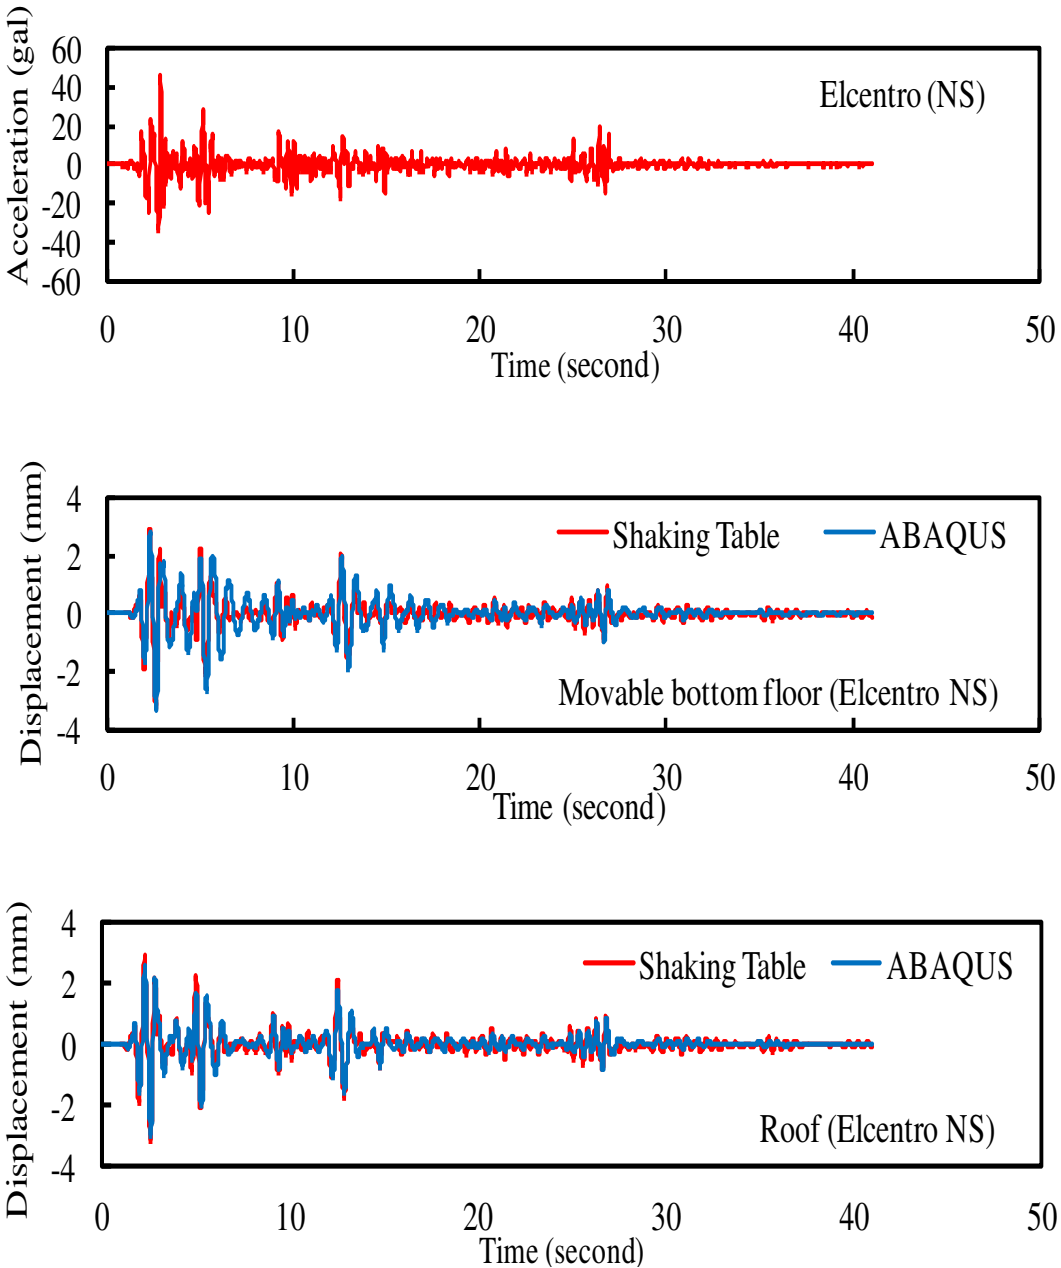 Acceleration (gal)
60
40
20
0
-20
-40
-60
Elcentro (NS)
0 10 20 30 40 50
Time (second)
Displacement (mm)
4
2
0
-2
-4
Shaking Table ABAQUS
Movable bottom floor (Elcentro NS)
0 10 20 30 40 50
Time (second)
Displacement (mm)
4
2
0
-2
-4
Shaking Table ABAQUS
Roof (Elcentro NS)
0 10 20 30 40 50
Time (second)